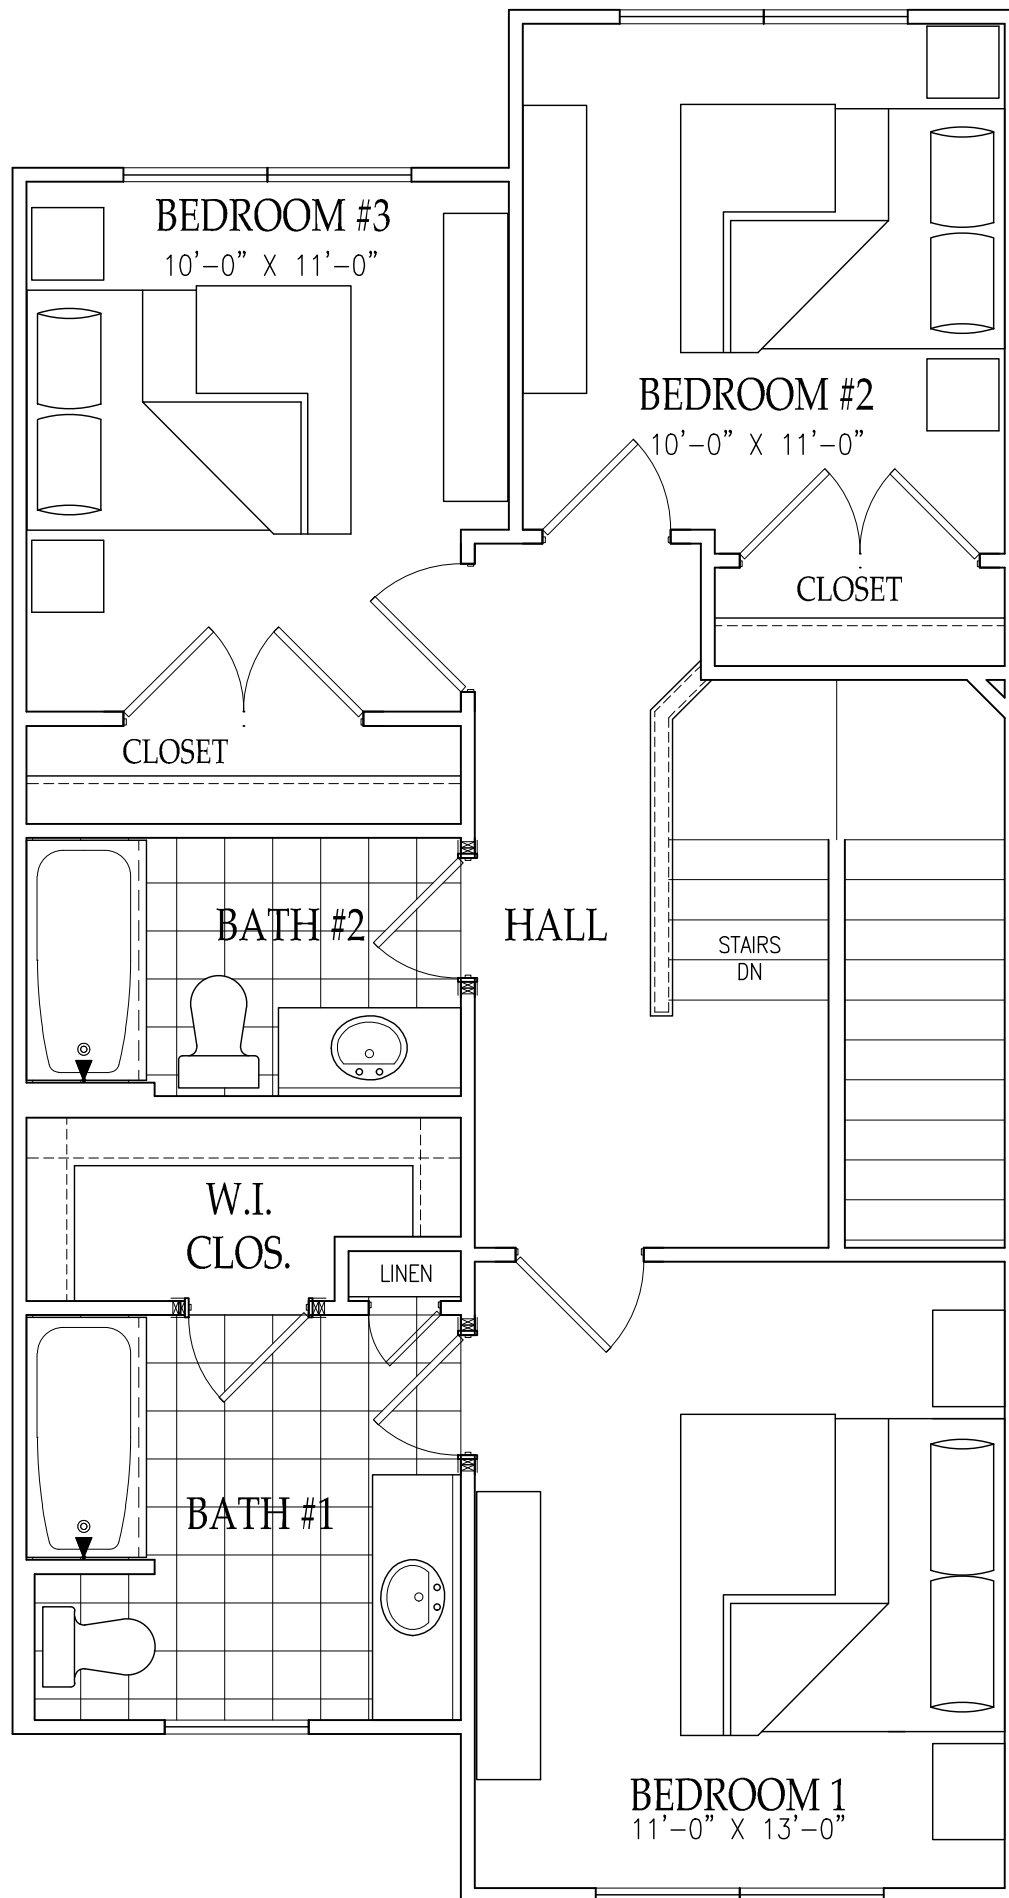 BEDROOM #3
10'-0" X 11'-0"
BEDROOM #2
10'-0" X 11'-0"
CLOSET
CLOSET
BATH #2
HALL
STAIRS
DN
W.I.
CLOS.
LINEN
BATH #1
BEDROOM 1
11'-0" X 13'-0"